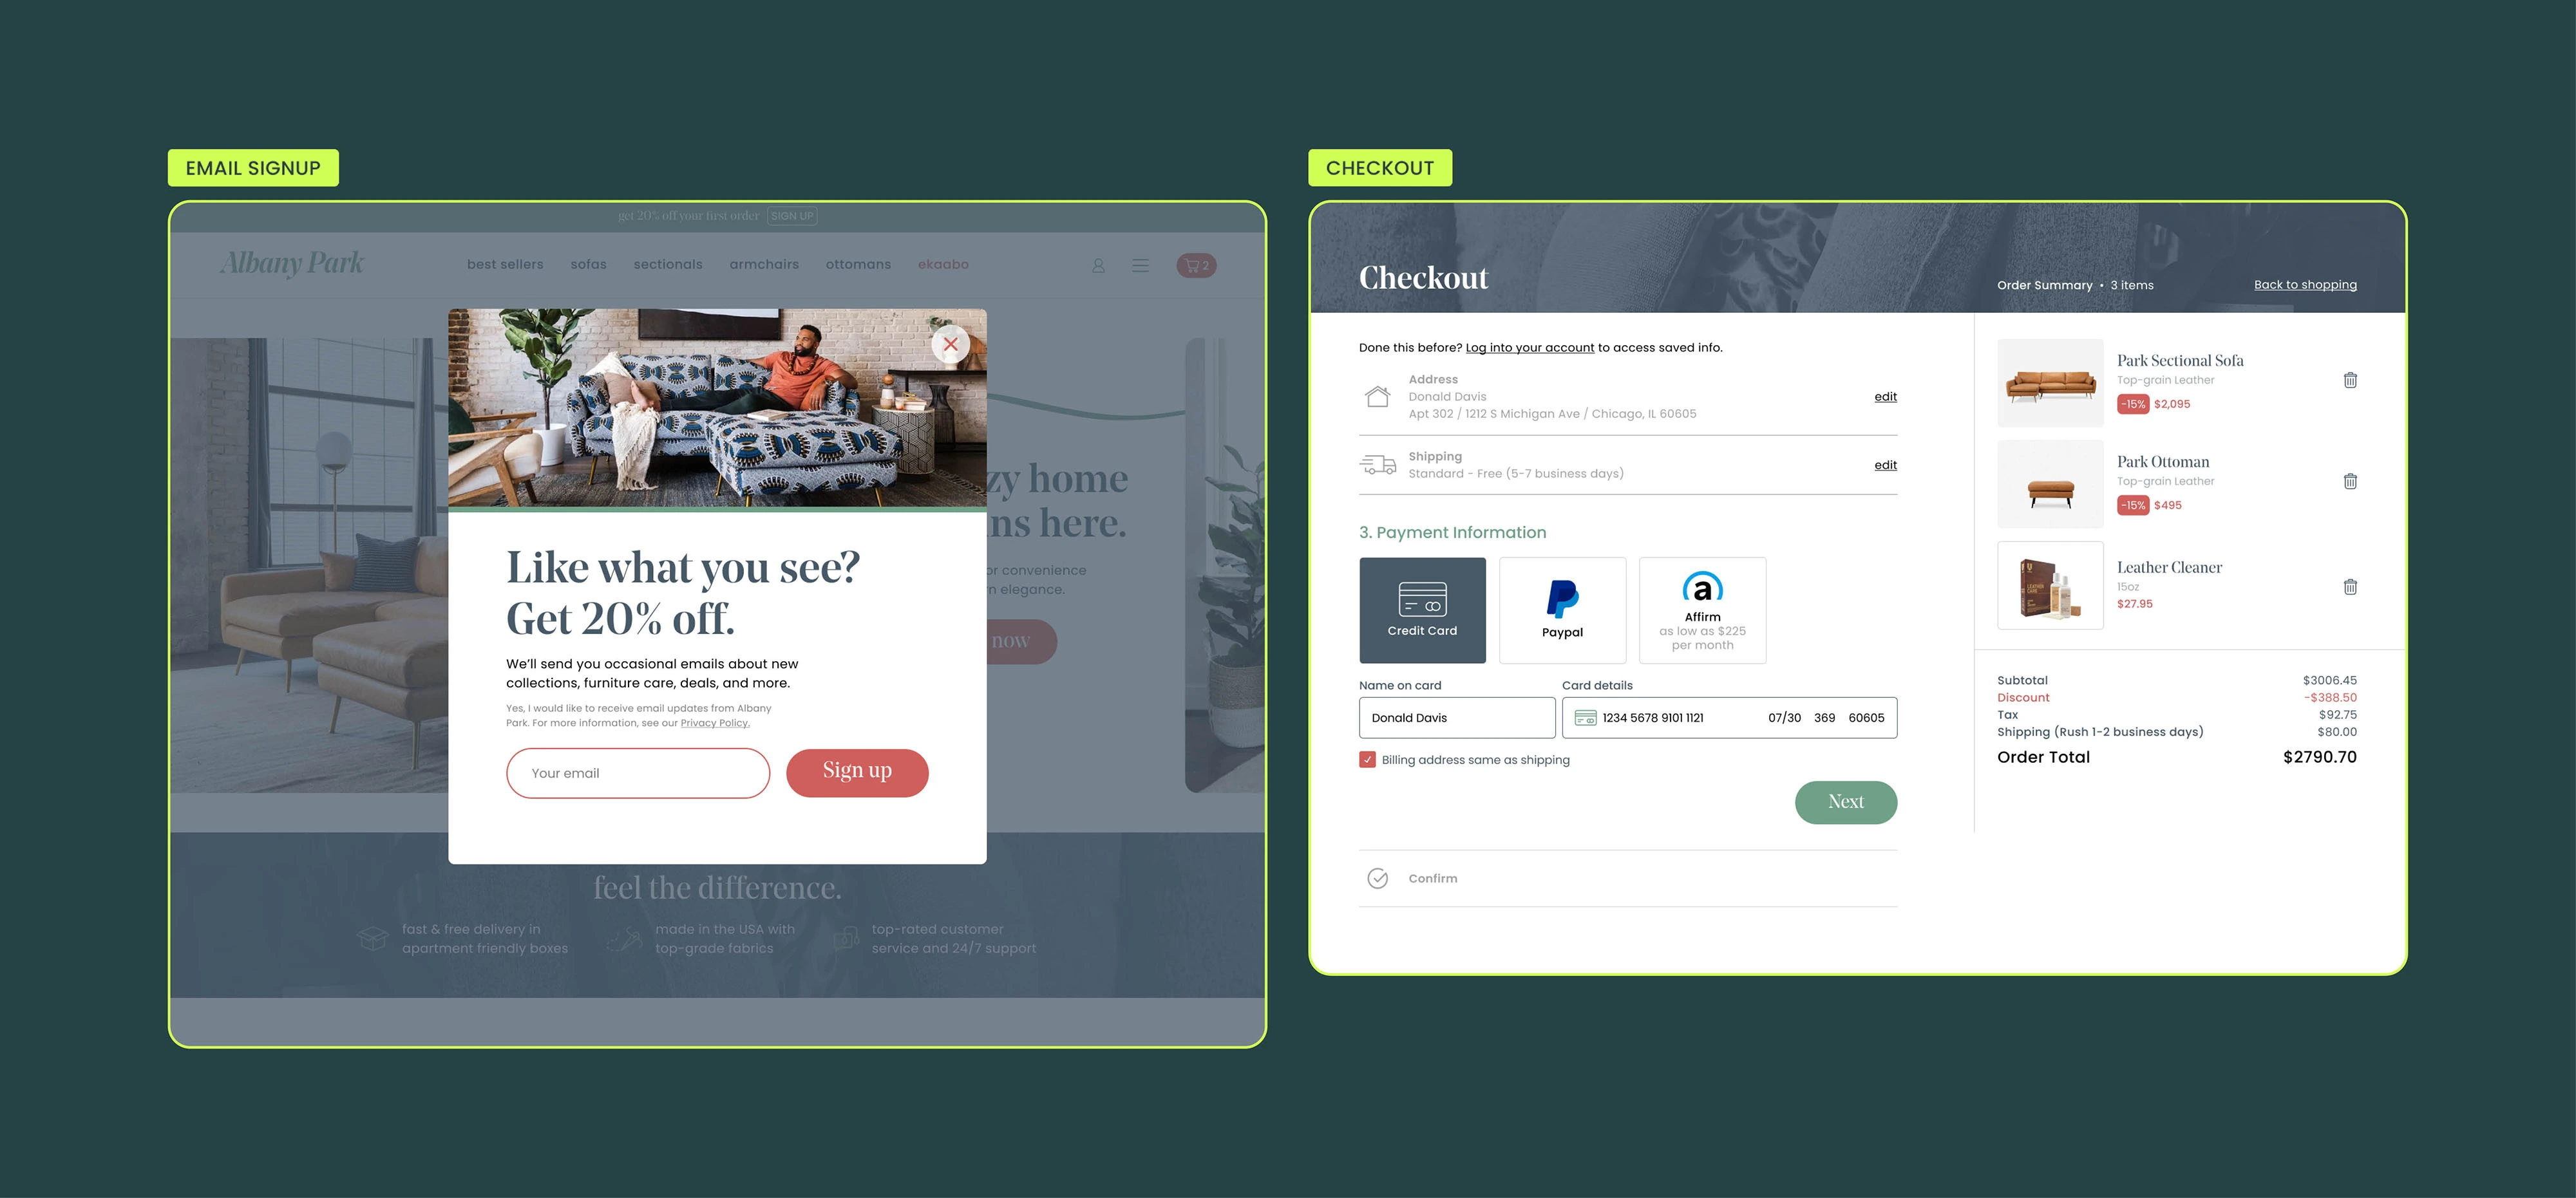 EMAIL SIGNUP
get 20% off your first order SIGN UP
Albany Park
best sellers sofas sectionals armchairs ottomans ekaabo
2
zy home
ns here.
or convenience
n elegance.
now
Like what you see?
Get 20% off.
We'll send you occasional emails about new
collections, furniture care, deals, and more.
Yes, I would like to receive email updates from Albany
Park. For more information, see our Privacy Policy.
Your email
Sign up
feel the difference.
fast & free delivery in
apartment friendly boxes
made in the USA with
top-grade fabrics
top-rated customer
service and 24/7 support
CHECKOUT
Checkout
Order Summary • 3 items
Back to shopping
Done this before? Log into your account to access saved info.
Address
Donald Davis
Apt 302 / 1212 S Michigan Ave / Chicago, IL 60605
edit
Shipping
Standard - Free (5-7 business days)
edit
3. Payment Information
Credit Card
Paypal
a
Affirm
as low as $225
per month
Name on card
Donald Davis
Card details
1234 5678 9101 1121 07/30 369 60605
Billing address same as shipping
Next
Confirm
Park Sectional Sofa
Top-grain Leather
-15% $2,095
Park Ottoman
Top-grain Leather
-15% $495
Leather Cleaner
15oz
$27.95
Subtotal $3006.45
Discount -$388.50
Tax $92.75
Shipping (Rush 1-2 business days) $80.00
Order Total $2790.70